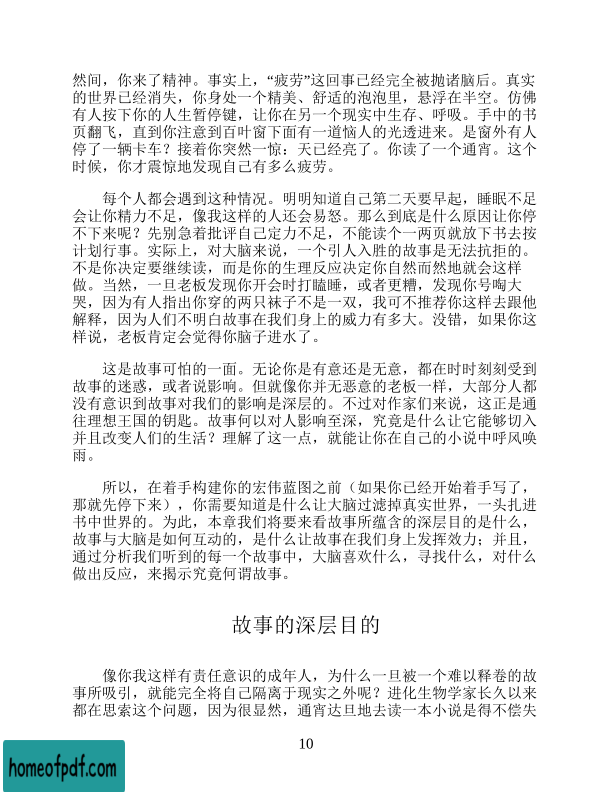 然间，你来了精神。事实上，“疲劳”这回事已经完全被抛诸脑后。真实
的世界已经消失，你身处一个精美、舒适的泡泡里，悬浮在半空。仿佛
有人按下你的人生暂停键，让你在另一个现实中生存、呼吸。手中的书
页翻飞，直到你注意到百叶窗下面有一道恼人的光透进来。是窗外有人
停了一辆卡车？接着你突然一惊：天已经亮了。你读了一个通宵。这个
时候，你才震惊地发现自己有多么疲劳。
每个人都会遇到这种情况。明明知道自己第二天要早起，睡眠不足
会让你精力不足，像我这样的人还会易怒。那么到底是什么原因让你停
不下来呢？先别急着批评自己定力不足，不能读个一两页就放下书去按
计划行事。实际上，对大脑来说，一个引人入胜的故事是无法抗拒的。
不是你决定要继续读，而是你的生理反应决定你自然而然地就会这样
做。当然，一旦老板发现你开会时打瞌睡，或者更糟，发现你号啕大
哭，因为有人指出你穿的两只袜子不是一双，我可不推荐你这样去跟他
解释，因为人们不明白故事在我们身上的威力有多大。没错，如果你这
样说，老板肯定会觉得你脑子进水了。
这是故事可怕的一面。无论你是有意还是无意，都在时时刻刻受到
故事的迷惑，或者说影响。但就像你并无恶意的老板一样，大部分人都
没有意识到故事对我们的影响是深层的。不过对作家们来说，这正是通
往理想王国的钥匙。故事何以对人影响至深，究竟是什么让它能够切入
并且改变人们的生活？理解了这一点，就能让你在自己的小说中呼风唤
雨。
所以，在着手构建你的宏伟蓝图之前（如果你已经开始着手写了，
那就先停下来），你需要知道是什么让大脑过滤掉真实世界，一头扎进
书中世界的。为此，本章我们将要来看故事所蕴含的深层目的是什么，
故事与大脑是如何互动的，是什么让故事在我们身上发挥效力；并且，
通过分析我们听到的每一个故事中，大脑喜欢什么，寻找什么，对什么
做出反应，来揭示究竟何谓故事。
故事的深层目的
像你我这样有责任意识的成年人，为什么一旦被一个难以释卷的故
事所吸引，就能完全将自己隔离于现实之外呢？进化生物学家长久以来
都在思索这个问题，因为很显然，通宵达旦地去读一本小说是得不偿失
10
homeofpdf.com